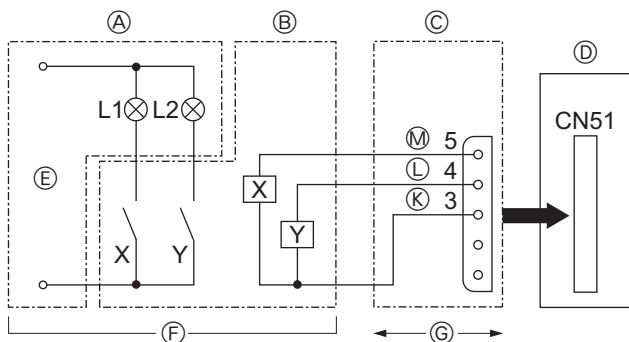 Ⓐ Ⓑ Ⓒ Ⓓ
CN51
L1 L2
Ⓜ 5
Ⓛ 4
Ⓔ X Ⓚ 3
Y
X Y
Ⓕ Ⓖ